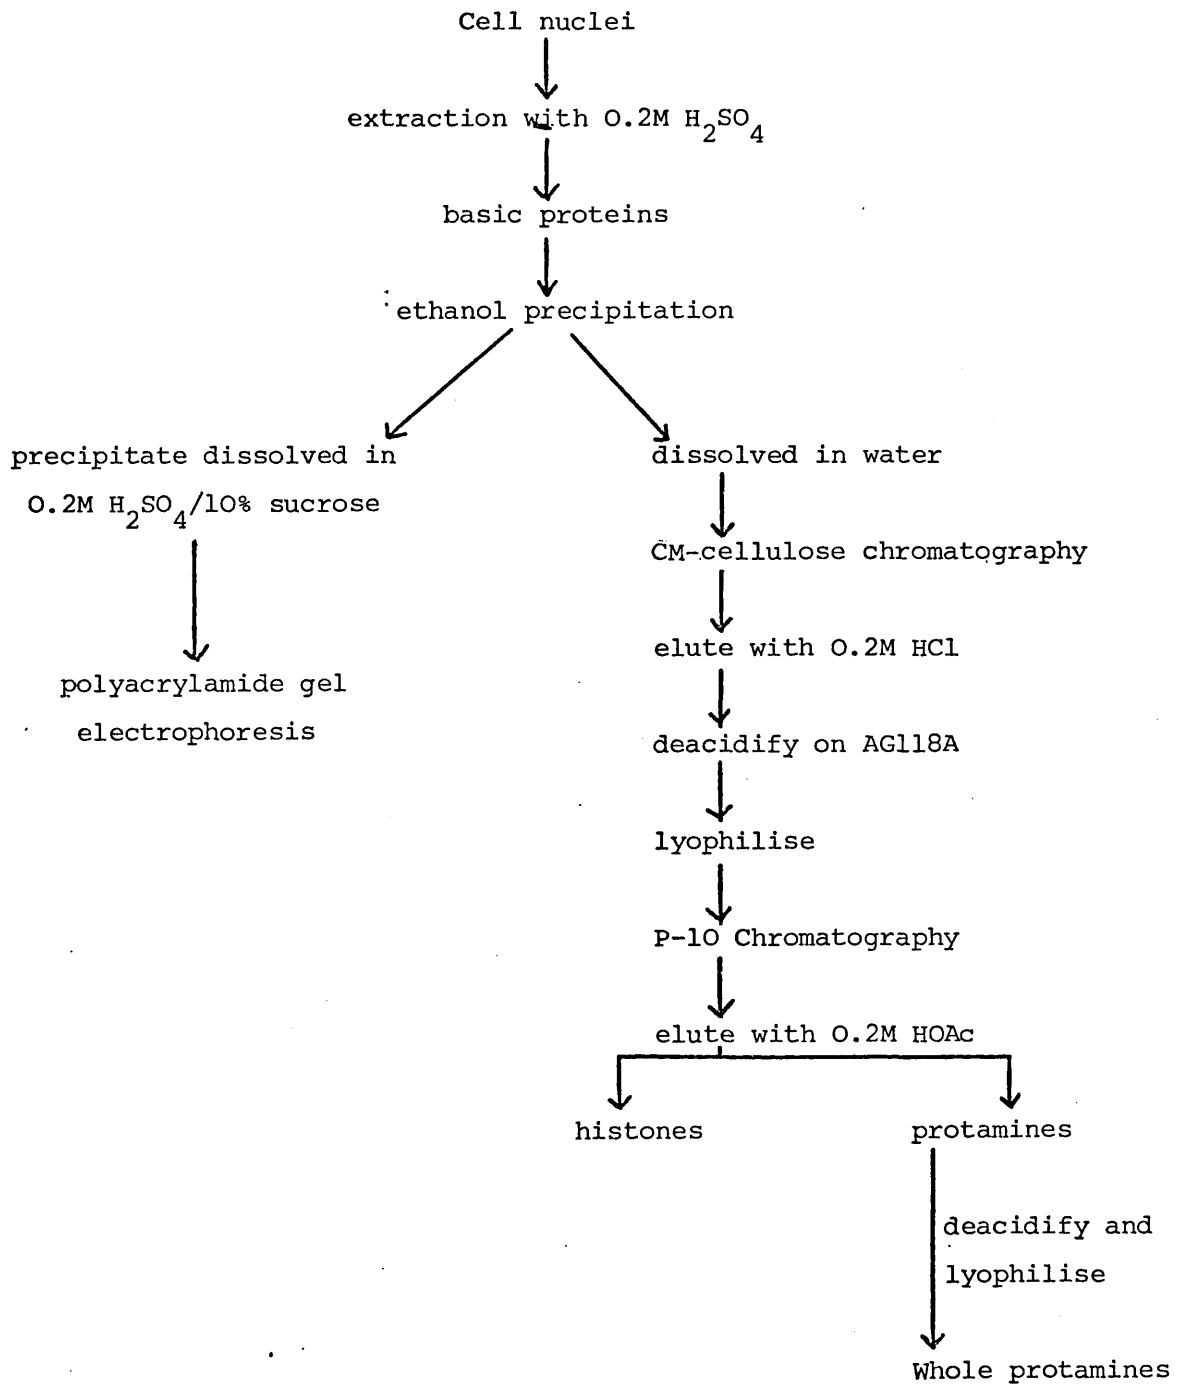 Cell nuclei
extraction with 0.2M H₂SO₄
basic proteins
ethanol precipitation
precipitate dissolved in
0.2M H₂SO₄/10% sucrose
polyacrylamide gel
electrophoresis
dissolved in water
CM-cellulose chromatography
elute with 0.2M HCl
deacidify on AG118A
lyophilise
P-10 Chromatography
elute with 0.2M HOAc
histones
protamines
deacidify and
lyophilise
Whole protamines